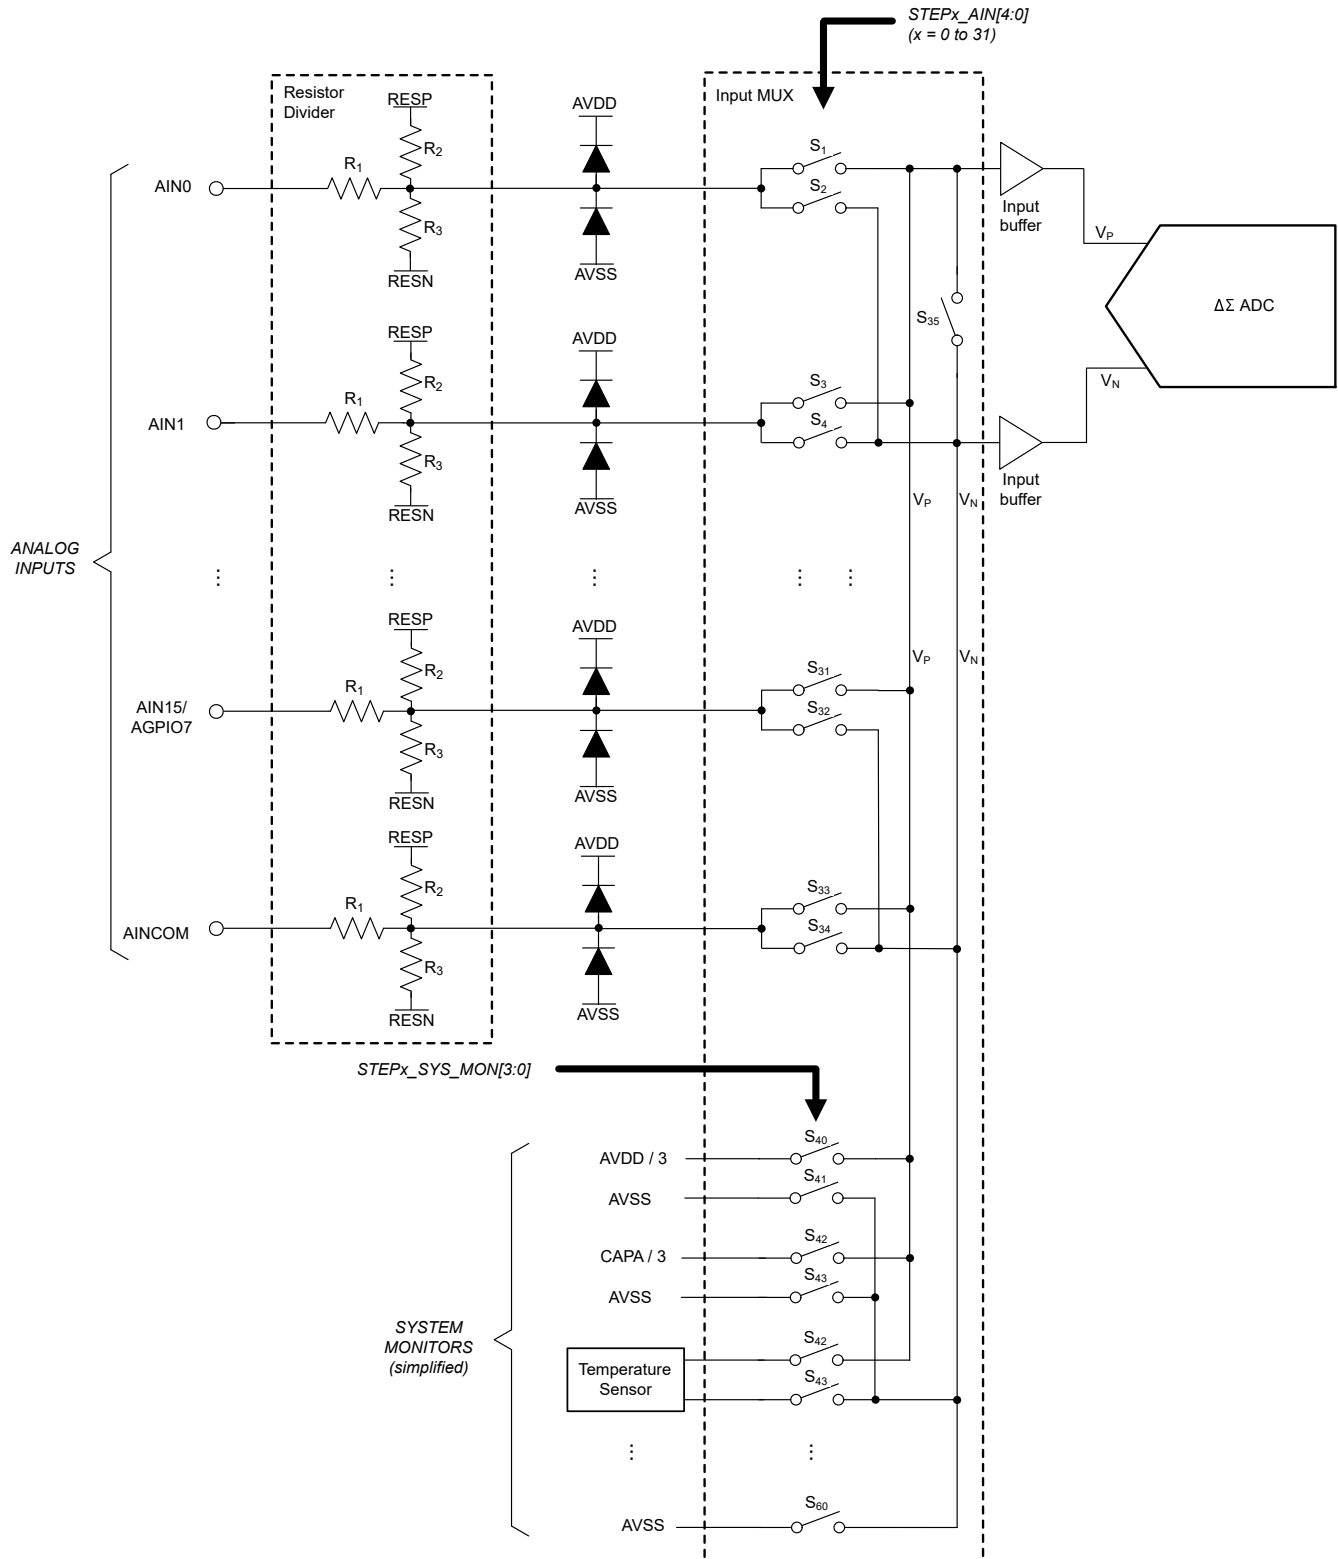 STEPx_AIN[4:0]
(x = 0 to 31)
Resistor
Divider
RESP
AVDD
Input MUX
R1
R2
S1
AIN0
S2
R3
Input
buffer
VP
RESN
AVSS
S35
ΔΣ ADC
RESP
AVDD
R1
R2
S3
VN
AIN1
S4
R3
Input
buffer
RESN
AVSS
VP
VN
ANALOG
INPUTS
⋮
⋮
⋮
⋮
⋮
RESP
AVDD
VP
VN
R1
R2
S31
AIN15/
AGPIO7
S32
R3
RESN
AVSS
RESP
AVDD
R1
R2
S33
AINCOM
S34
R3
RESN
AVSS
STEPx_SYS_MON[3:0]
S40
AVDD / 3
S41
AVSS
S42
CAPA / 3
S43
AVSS
SYSTEM
MONITORS
(simplified)
S42
Temperature
Sensor
S43
⋮
⋮
S60
AVSS